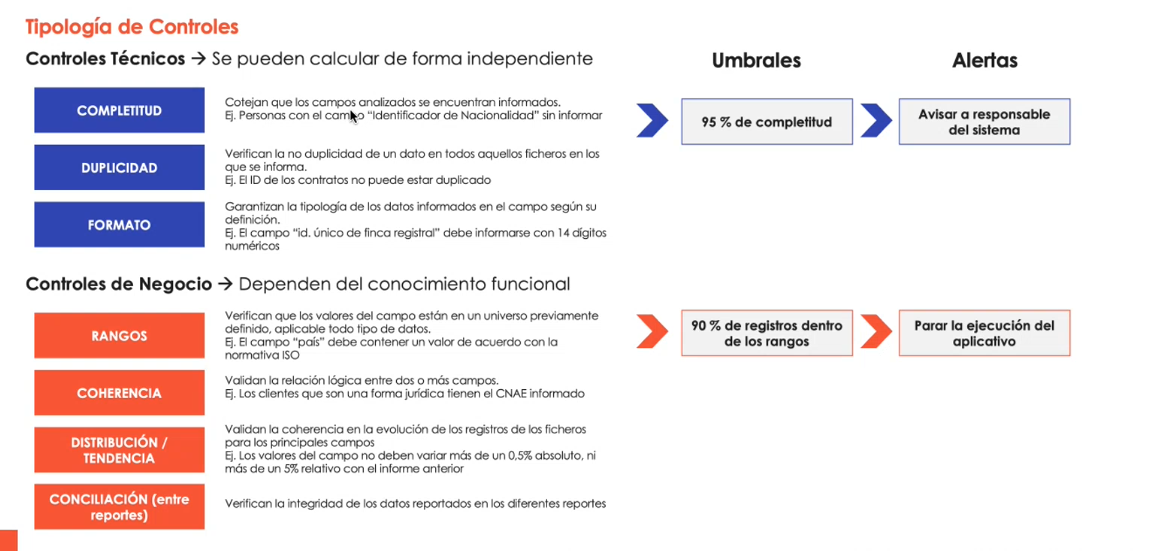 Tipología de Controles
Controles Técnicos → Se pueden calcular de forma independiente
Umbrales
Alertas
COMPLETITUD
Cotejan que los campos analizados se encuentran informados.
Ej. Personas con el campo “Identificador de Nacionalidad” sin informar
95 % de completitud
Avisar a responsable
del sistema
DUPLICIDAD
Verifican la no duplicidad de un dato en todos aquellos ficheros en los
que se informa.
Ej. El ID de los contratos no puede estar duplicado
FORMATO
Garantizan la tipología de los datos informados en el campo según su
definición.
Ej. El campo “id. único de finca registral” debe informarse con 14 dígitos
numéricos
Controles de Negocio → Dependen del conocimiento funcional
RANGOS
Verifican que los valores del campo están en un universo previamente
definido, aplicable todo tipo de datos.
Ej. El campo “país” debe contener un valor de acuerdo con la
normativa ISO
90 % de registros dentro
de los rangos
Parar la ejecución del
aplicativo
COHERENCIA
Validan la relación lógica entre dos o más campos.
Ej. Los clientes que son una forma jurídica tienen el CNAE informado
DISTRIBUCIÓN /
TENDENCIA
Validan la coherencia en la evolución de los registros de los ficheros
para los principales campos
Ej. Los valores del campo no deben variar más de un 0,5% absoluto, ni
más de un 5% relativo con el informe anterior
CONCILIACIÓN (entre
reportes)
Verifican la integridad de los datos reportados en los diferentes reportes